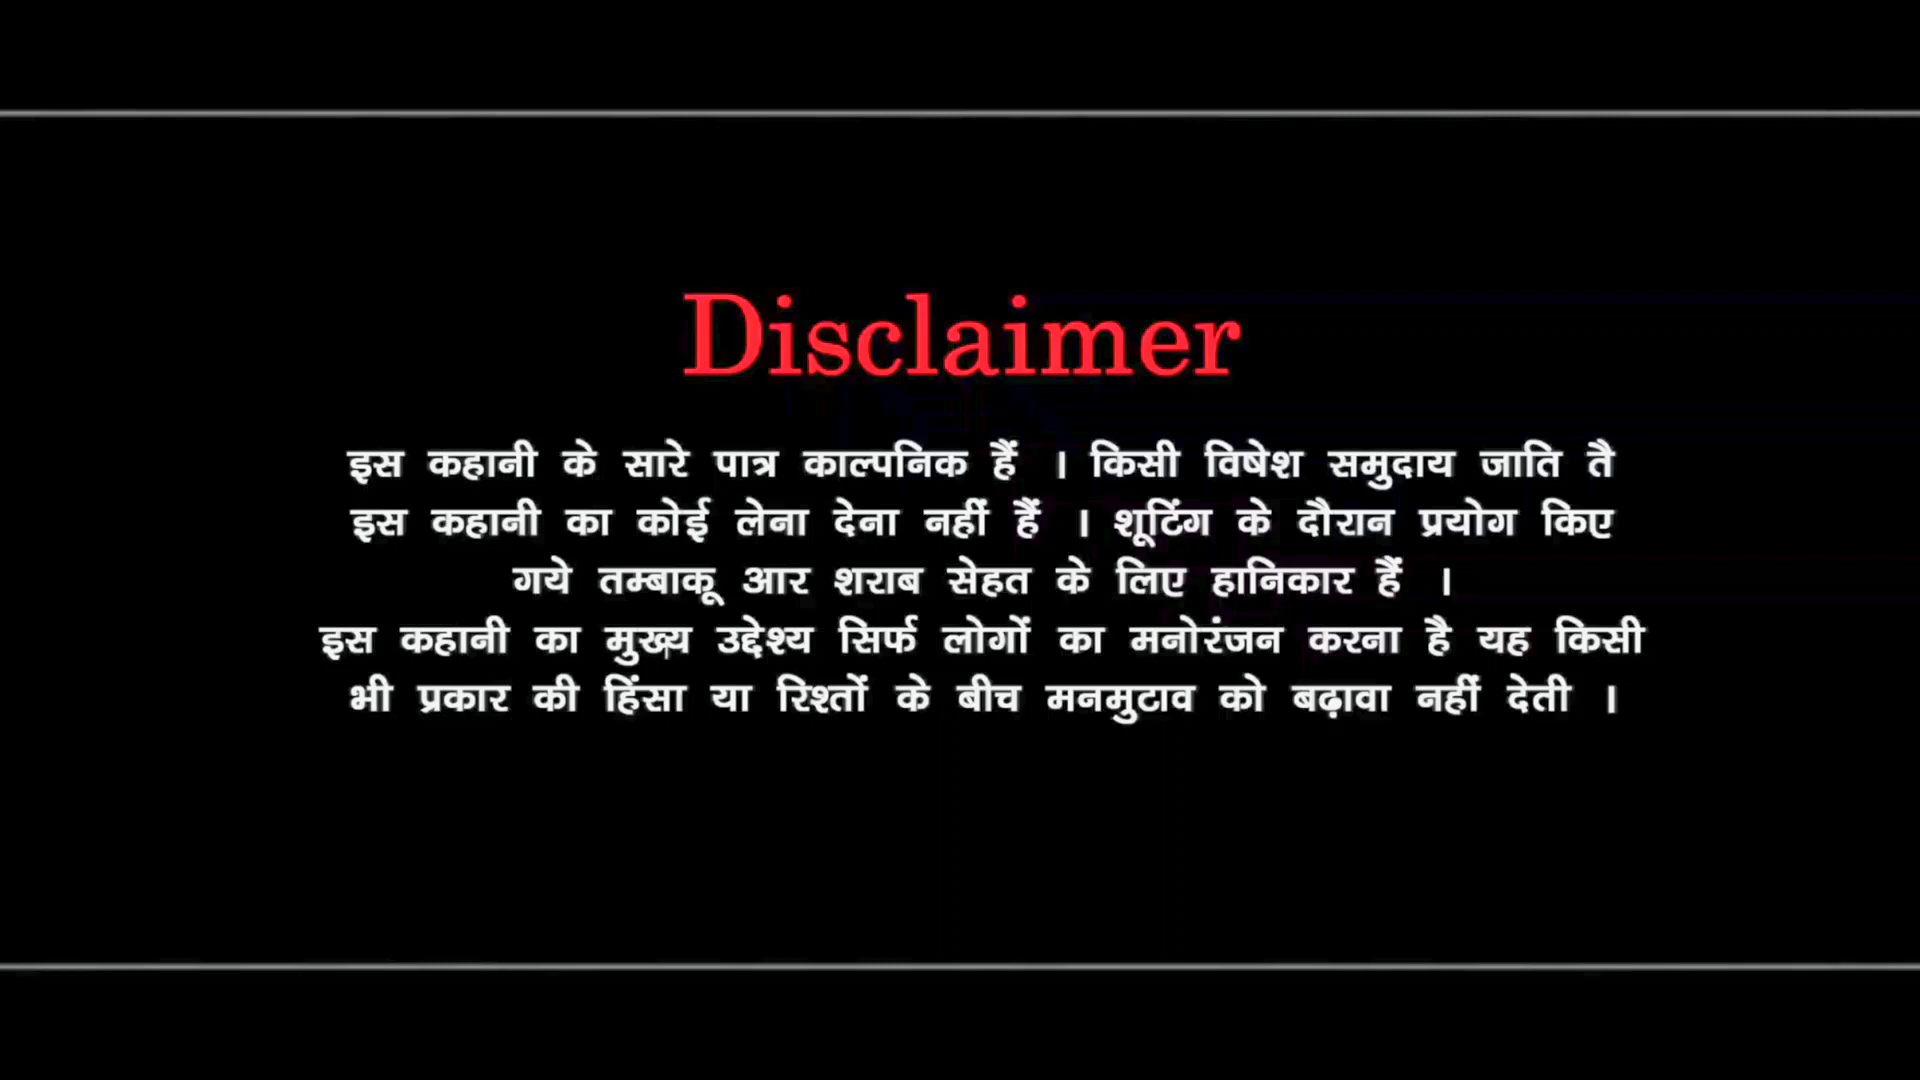 Disclaimer
इस कहानी के सारे पात्र काल्पनिक हैं । किसी विषेश समुदाय जाति तै
इस कहानी का कोई लेना देना नहीं हैं । शूटिंग के दौरान प्रयोग किए
गये तम्बाकू आर शराब सेहत के लिए हानिकार हैं ।
इस कहानी का मुख्य उद्देश्य सिर्फ लोगों का मनोरंजन करना है यह किसी
भी प्रकार की हिंसा या रिश्तों के बीच मनमुटाव को बढ़ावा नहीं देती ।